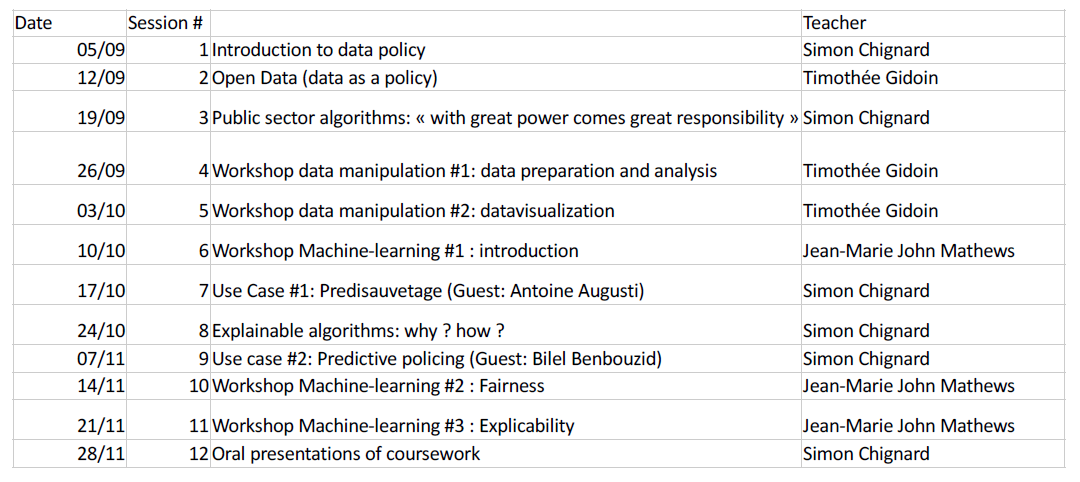 Date Session # Teacher
05/09 1 Introduction to data policy Simon Chignard
12/09 2 Open Data (data as a policy) Timothée Gidoin
19/09 3 Public sector algorithms: « with great power comes great responsibility » Simon Chignard
26/09 4 Workshop data manipulation #1: data preparation and analysis Timothée Gidoin
03/10 5 Workshop data manipulation #2: datavisualization Timothée Gidoin
10/10 6 Workshop Machine-learning #1 : introduction Jean-Marie John Mathews
17/10 7 Use Case #1: Predisauvetage (Guest: Antoine Augusti) Simon Chignard
24/10 8 Explainable algorithms: why ? how ? Simon Chignard
07/11 9 Use case #2: Predictive policing (Guest: Bilel Benbouzid) Simon Chignard
14/11 10 Workshop Machine-learning #2 : Fairness Jean-Marie John Mathews
21/11 11 Workshop Machine-learning #3 : Explicability Jean-Marie John Mathews
28/11 12 Oral presentations of coursework Simon Chignard